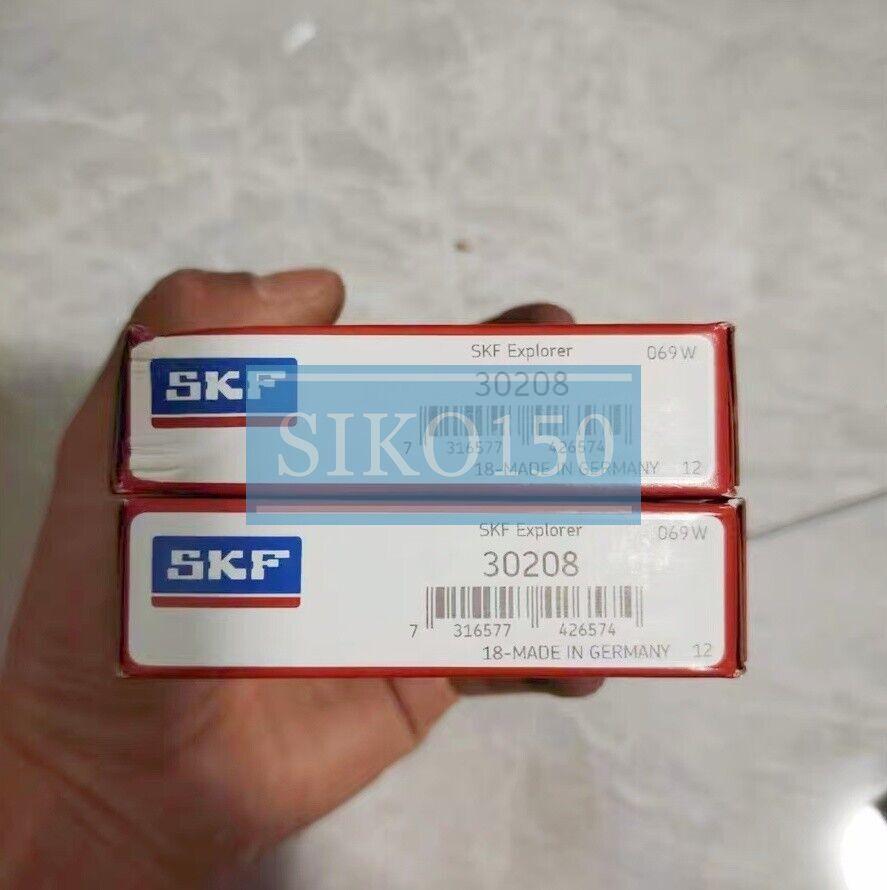 SKF
SKF Explorer
069W
30208
SIKO150
7 316577 426574
18-MADE IN GERMANY 12
SKF
SKF Explorer
069W
30208
7 316577 426574
18-MADE IN GERMANY 12